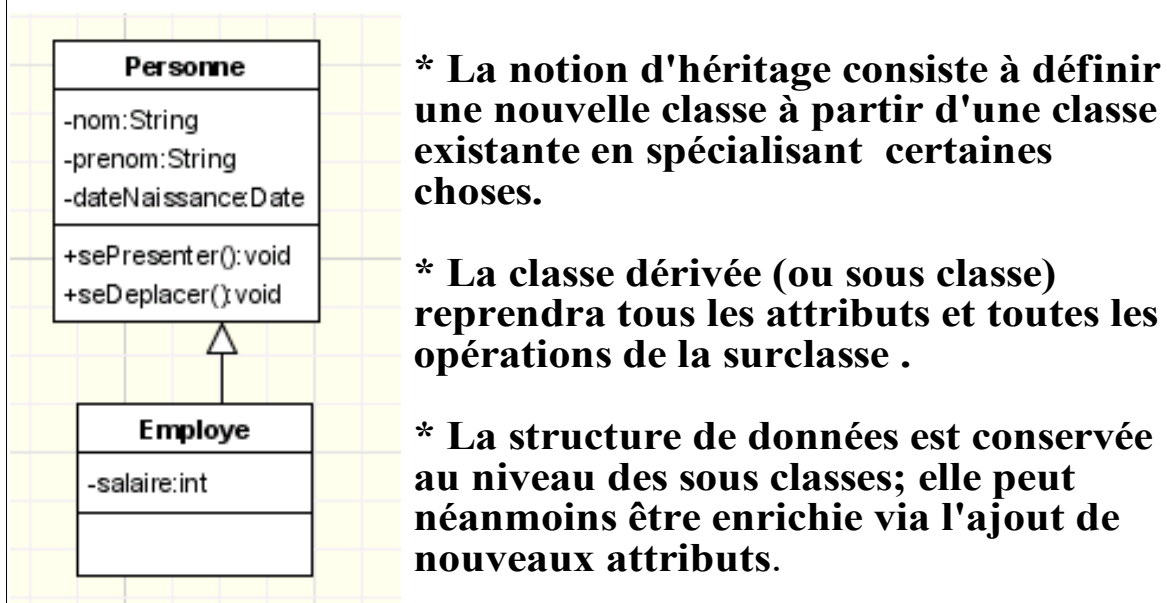 Personne
-nom:String
-prenom:String
-dateNaissance:Date
+sePresenter():void
+seDeplacer():void
Employe
-salaire:int
* La notion d'héritage consiste à définir
une nouvelle classe à partir d'une classe
existante en spécialisant certaines
choses.
* La classe dérivée (ou sous classe)
reprendra tous les attributs et toutes les
opérations de la surclasse .
* La structure de données est conservée
au niveau des sous classes; elle peut
néanmoins être enrichie via l'ajout de
nouveaux attributs.